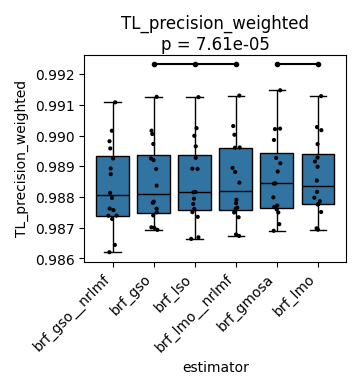 TL_precision_weighted
p = 7.61e-05
TL_precision_weighted
0.992
0.991
0.990
0.989
0.988
0.987
0.986
brf_gso__nrlmf
brf_gso
brf_lso
brf_lmo__nrlmf
brf_gmosa
brf_lmo
estimator